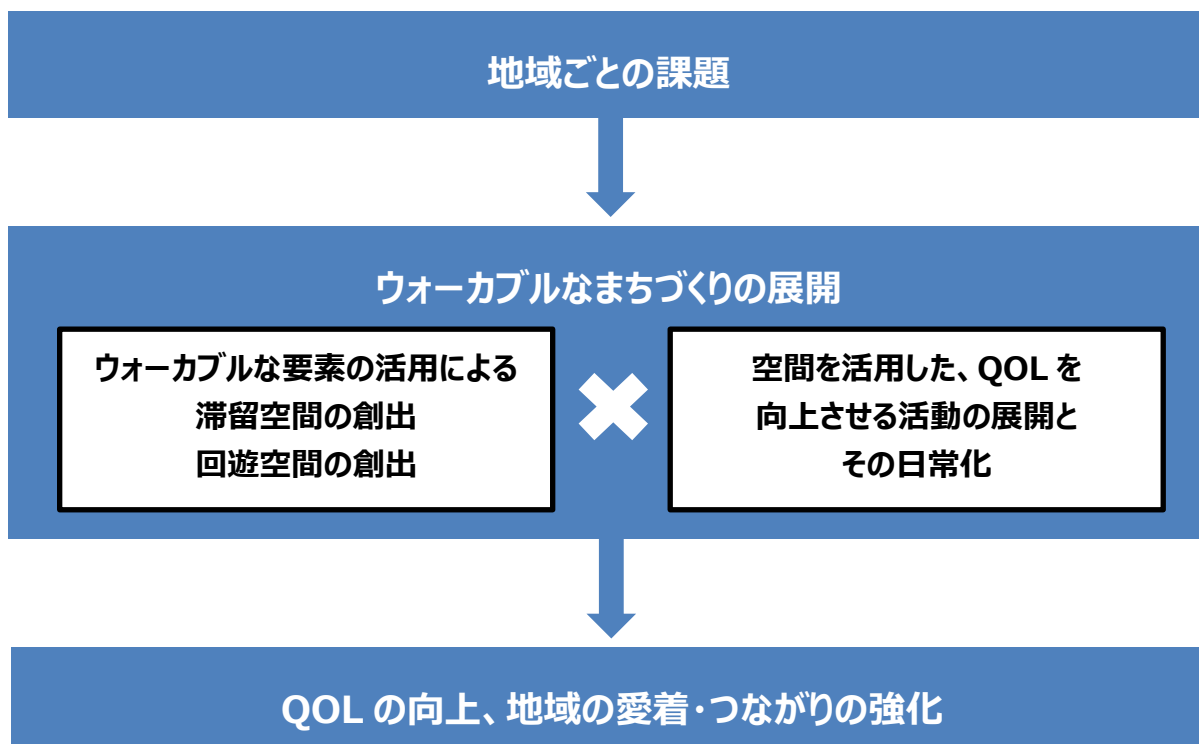 地域ごとの課題
ウォーカブルなまちづくりの展開
ウォーカブルな要素の活用による
滞留空間の創出
回遊空間の創出
空間を活用した、QOL を
向上させる活動の展開と
その日常化
QOL の向上、地域の愛着・つながりの強化